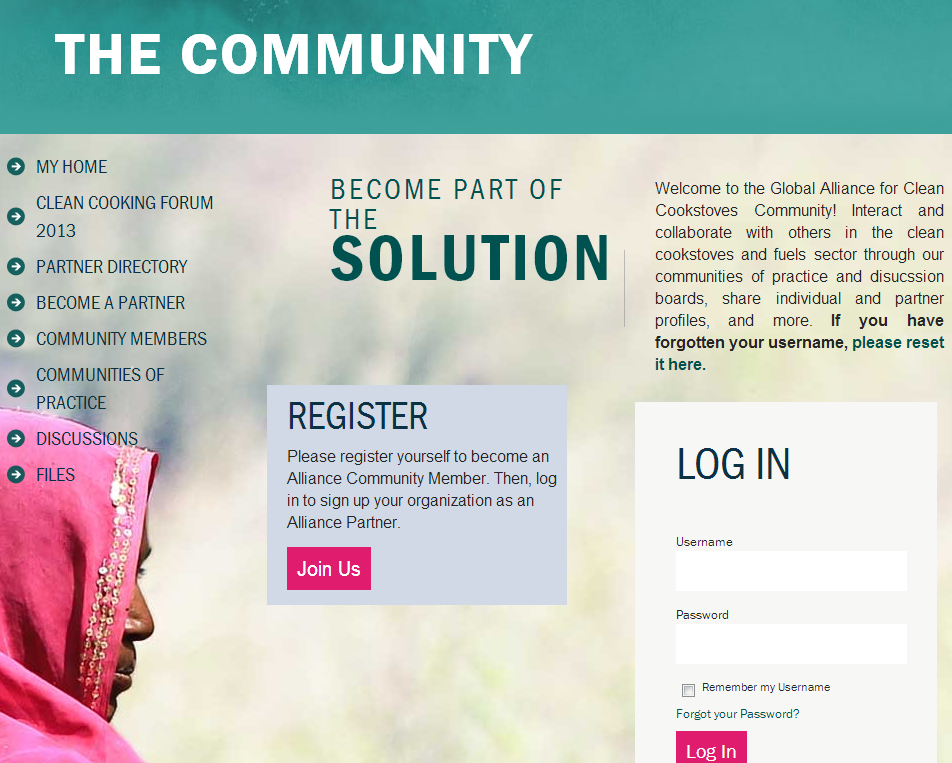 THE COMMUNITY
MY HOME
CLEAN COOKING FORUM
2013
PARTNER DIRECTORY
BECOME A PARTNER
COMMUNITY MEMBERS
COMMUNITIES OF
PRACTICE
DISCUSSIONS
FILES
BECOME PART OF
THE
SOLUTION
Welcome to the Global Alliance for Clean
Cookstoves Community! Interact and
collaborate with others in the clean
cookstoves and fuels sector through our
communities of practice and disucssion
boards, share individual and partner
profiles, and more. If you have
forgotten your username, please reset
it here.
REGISTER
Please register yourself to become an
Alliance Community Member. Then, log
in to sign up your organization as an
Alliance Partner.
Join Us
LOG IN
Username
Password
Remember my Username
Forgot your Password?
Log In